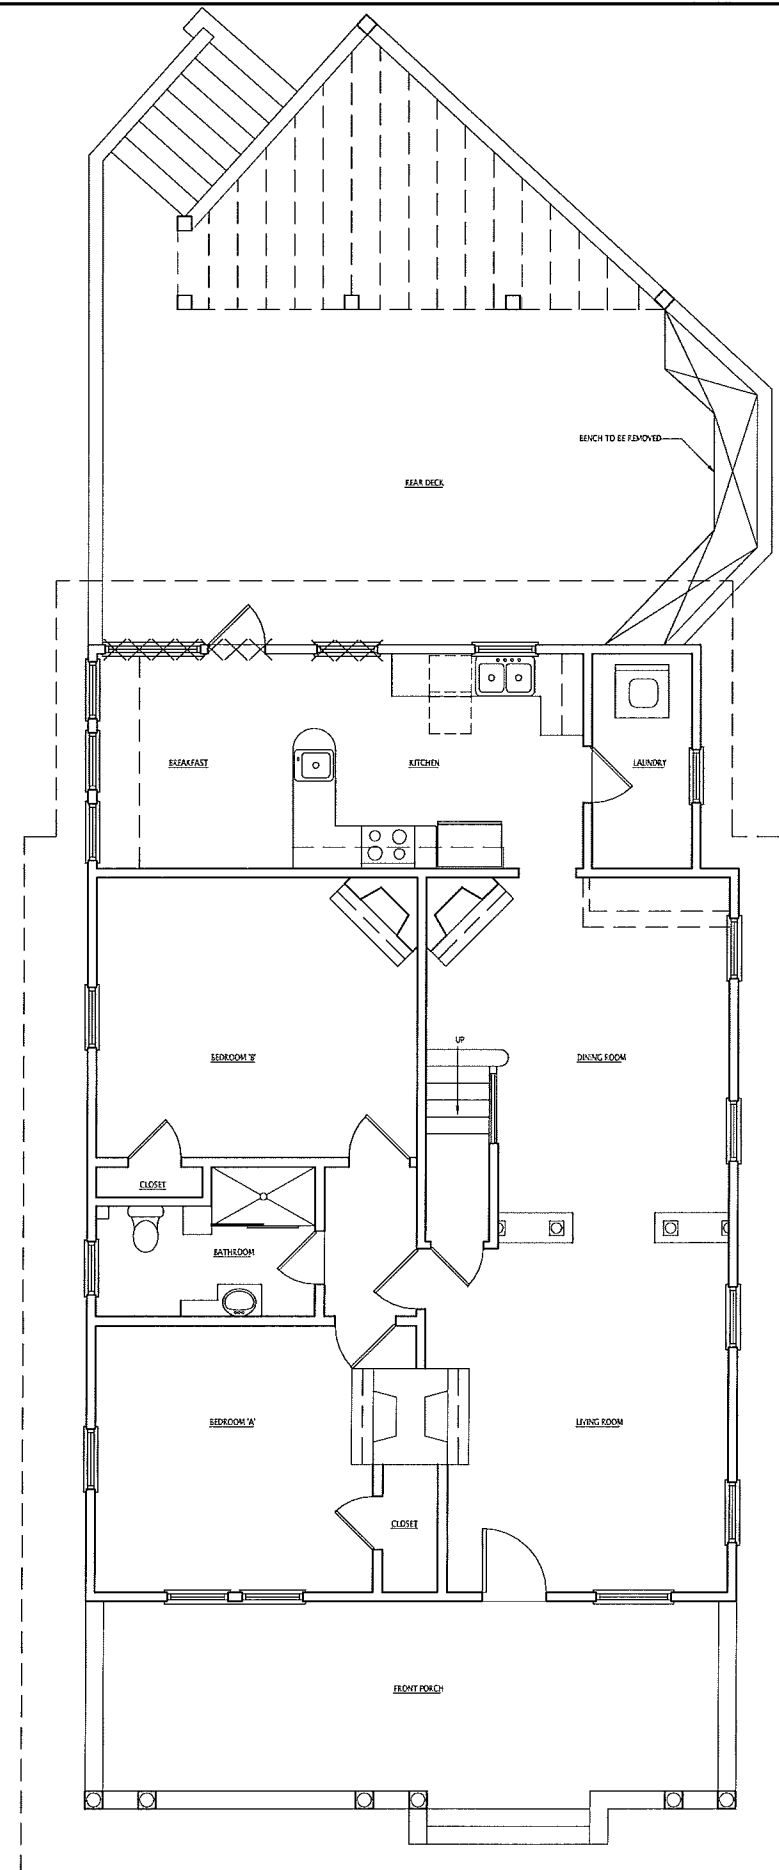 BENCH TO BE REMOVED
REAR DECK
BREAKFAST
KITCHEN
LAUNDRY
UP
BEDROOM 'B'
DINING ROOM
CLOSET
BATHROOM
BEDROOM 'A'
LIVING ROOM
CLOSET
FRONT PORCH